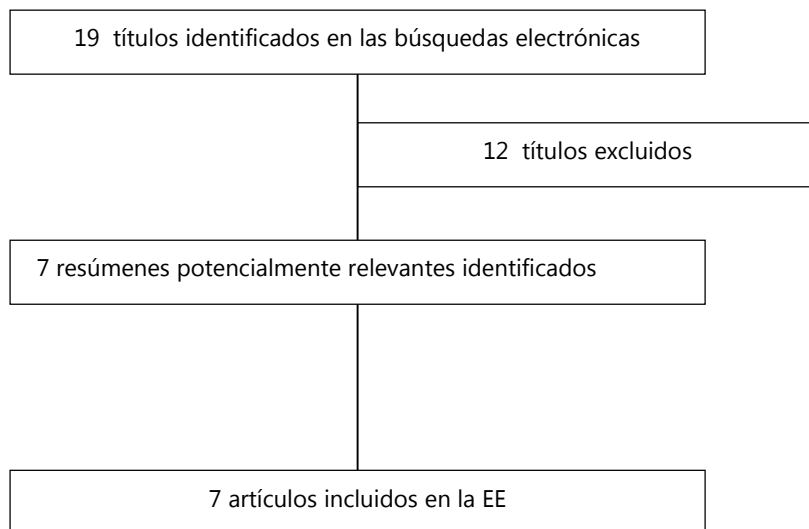 19 títulos identificados en las búsquedas electrónicas
12 títulos excluidos
7 resúmenes potencialmente relevantes identificados
7 artículos incluidos en la EE